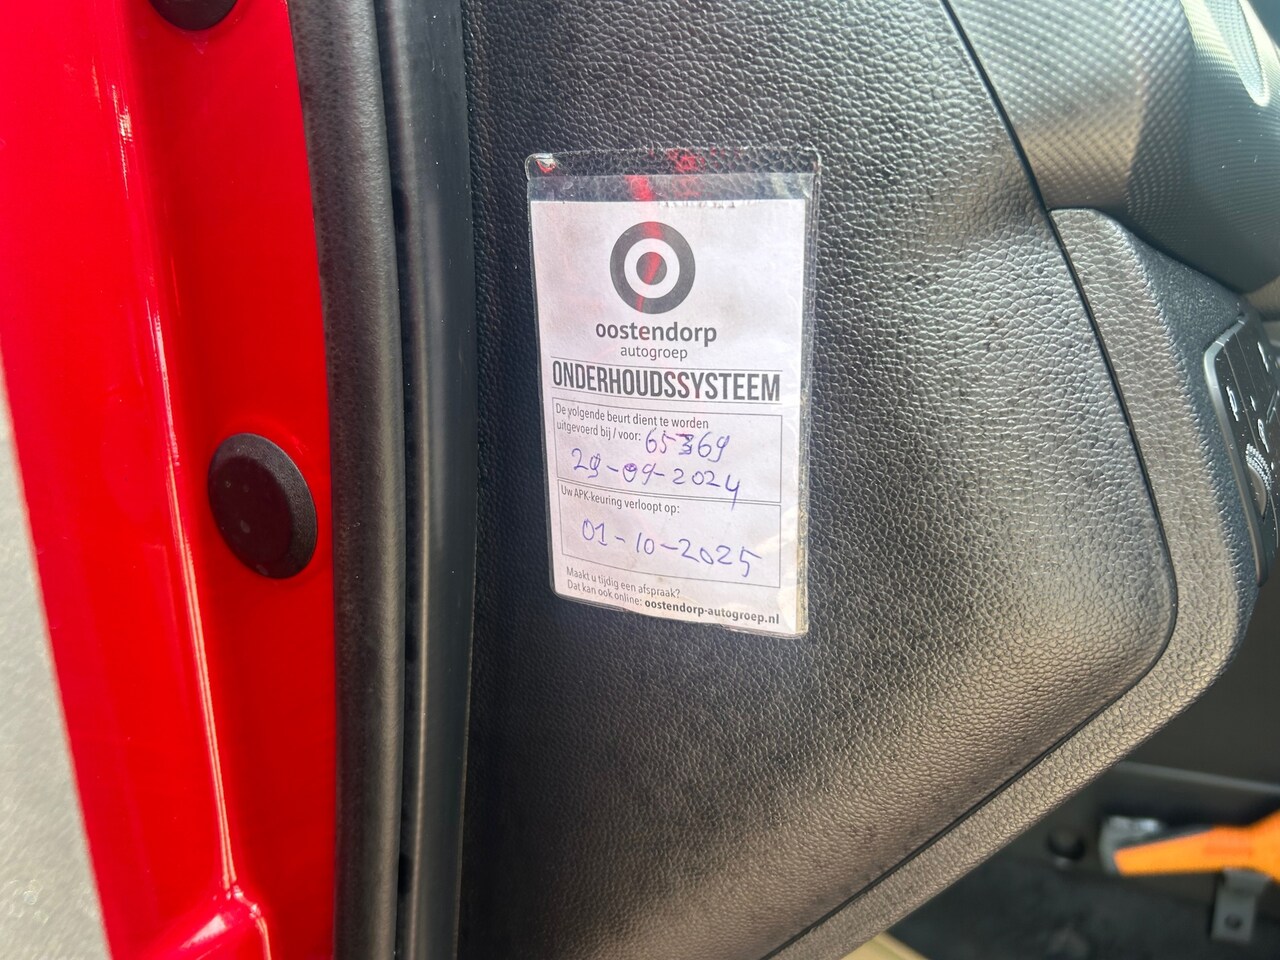 oostendorp
autogroep
ONDERHOUDSSYSTEEM
De volgende beurt dient te worden
uitgevoerd bij / voor: 65369
29-09-2024
Uw APK-keuring verloopt op:
01-10-2025
Maakt u tijdig een afspraak?
Dat kan ook online: oostendorp-autogroep.nl